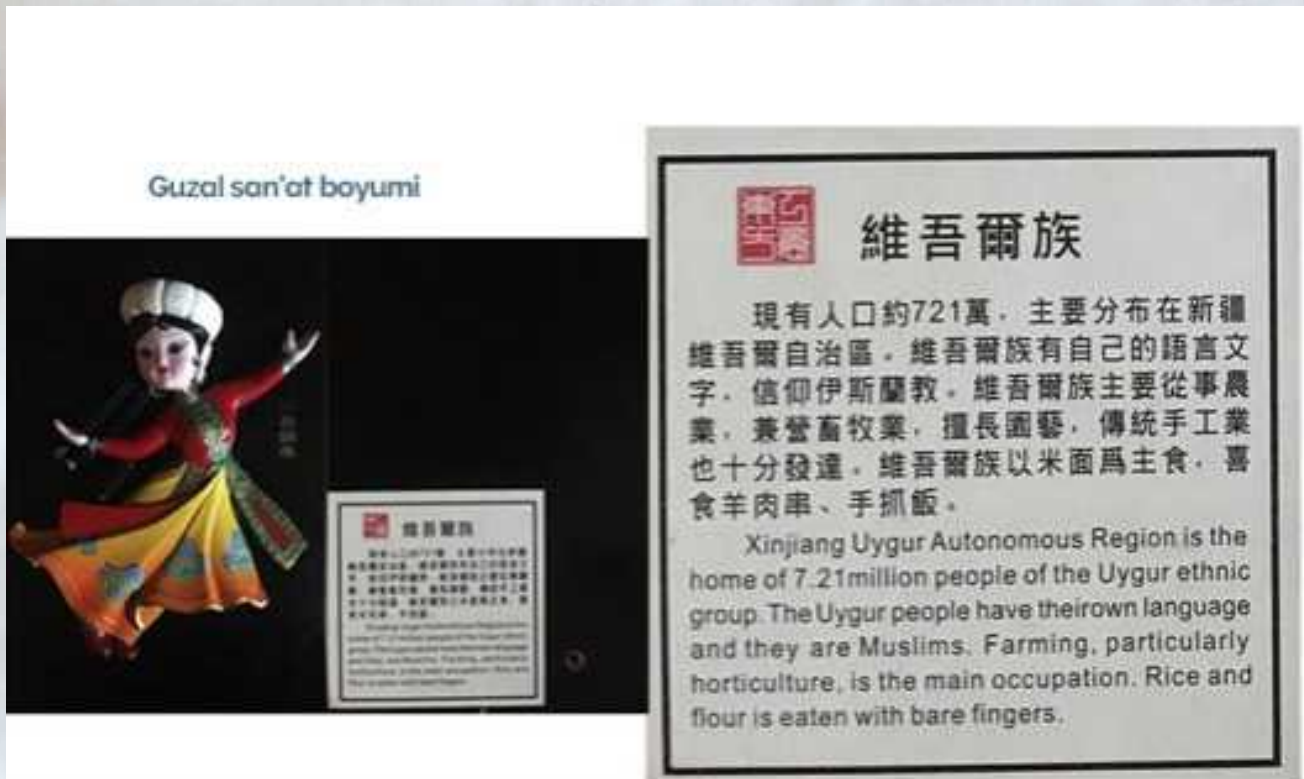 Guzal san'at boyumi
維吾爾族
現有人口約721萬，主要分布在新疆
維吾爾自治區。維吾爾族有自己的語言文
字，信仰伊斯蘭教。維吾爾族主要從事農
業，兼營畜牧業，擅長園藝，傳統手工業
也十分發達。維吾爾族以米面爲主食，喜
食羊肉串、手抓飯。
Xinjiang Uygur Autonomous Region is the
home of 7.21million people of the Uygur ethnic
group. The Uygur people have theirown language
and they are Muslims. Farming, particularly
horticulture, is the main occupation. Rice and
flour is eaten with bare fingers.
維吾爾族